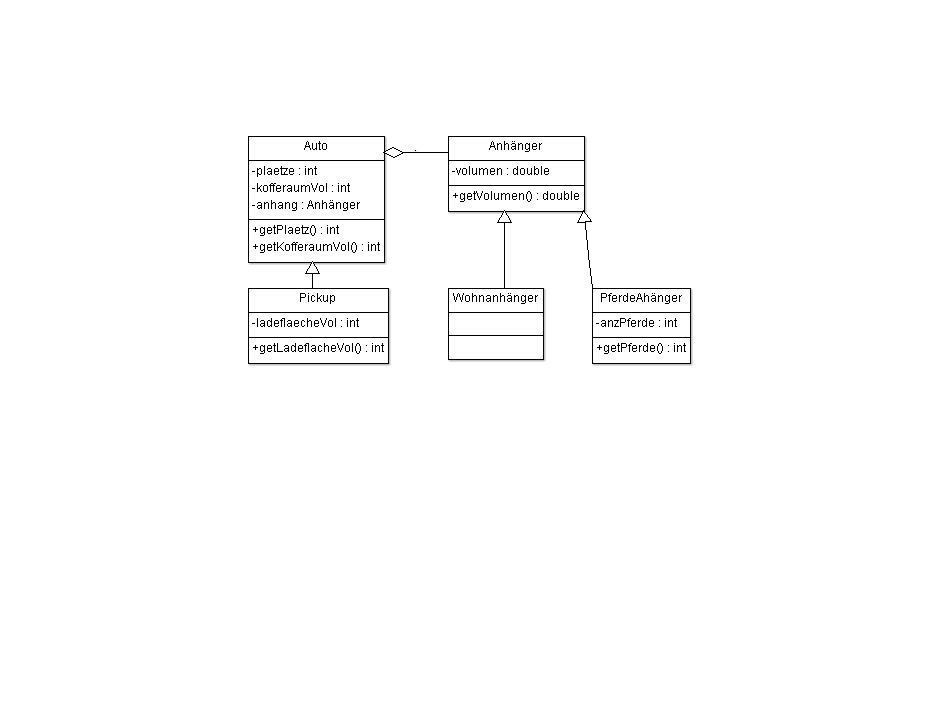 Auto
-plaetze : int
-kofferaumVol : int
-anhang : Anhänger
+getPlaetz() : int
+getKofferaumVol() : int
Anhänger
-volumen : double
+getVolumen() : double
Pickup
-ladeflaecheVol : int
+getLadeflacheVol() : int
Wohnanhänger
PferdeAhänger
-anzPferde : int
+getPferde() : int